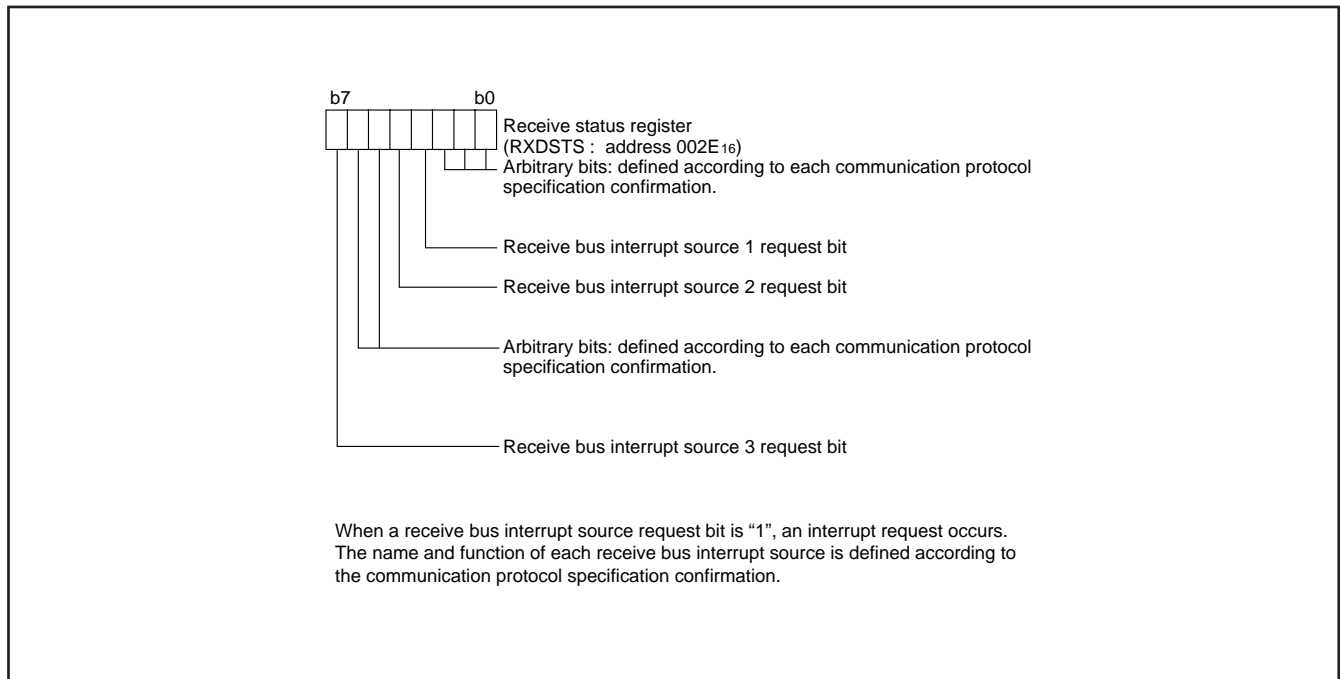 b7 b0
Receive status register
(RXDSTS : address 002E16)
Arbitrary bits: defined according to each communication protocol
specification confirmation.
Receive bus interrupt source 1 request bit
Receive bus interrupt source 2 request bit
Arbitrary bits: defined according to each communication protocol
specification confirmation.
Receive bus interrupt source 3 request bit
When a receive bus interrupt source request bit is “1”, an interrupt request occurs.
The name and function of each receive bus interrupt source is defined according to
the communication protocol specification confirmation.